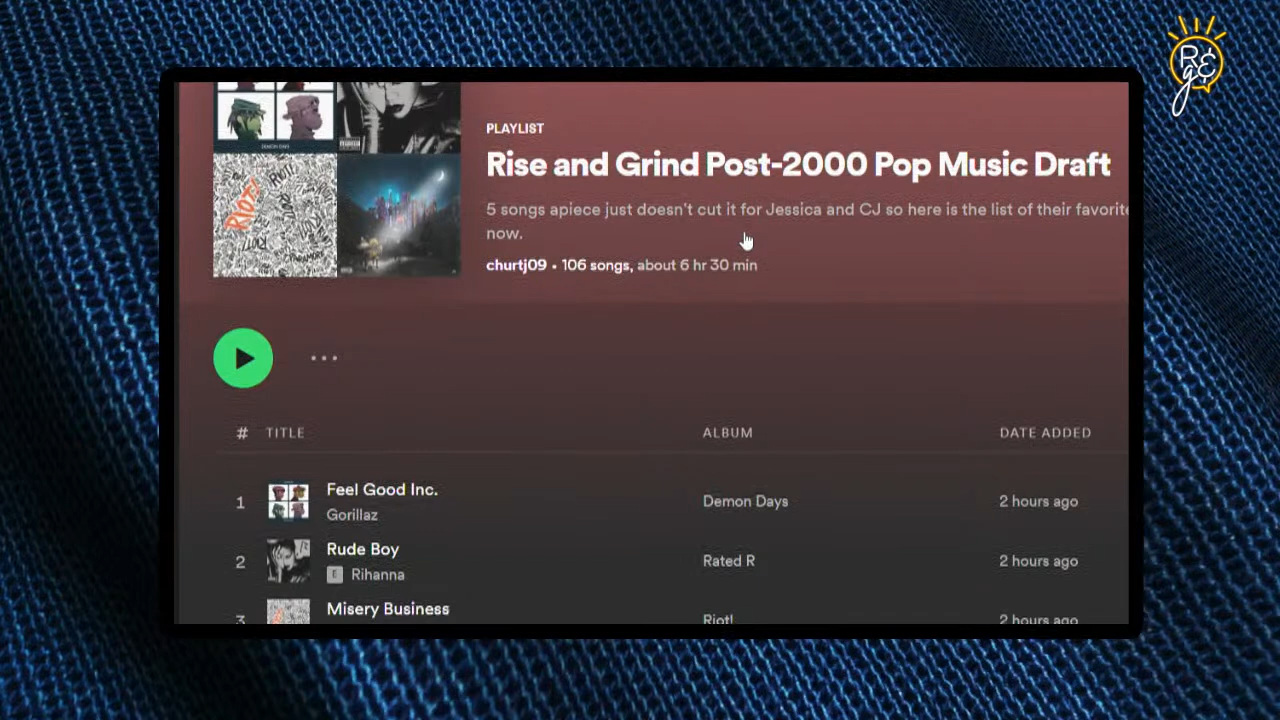 R&
g
PLAYLIST
Rise and Grind Post-2000 Pop Music Draft
5 songs apiece just doesn't cut it for Jessica and CJ so here is the list of their favorite
now.
churtj09 • 106 songs, about 6 hr 30 min
RIOT!
DEMON DAYS
# TITLE ALBUM DATE ADDED
1 Feel Good Inc. Demon Days 2 hours ago
Gorillaz
2 Rude Boy Rated R 2 hours ago
E Rihanna
3 Misery Business Riot! 2 hours ago